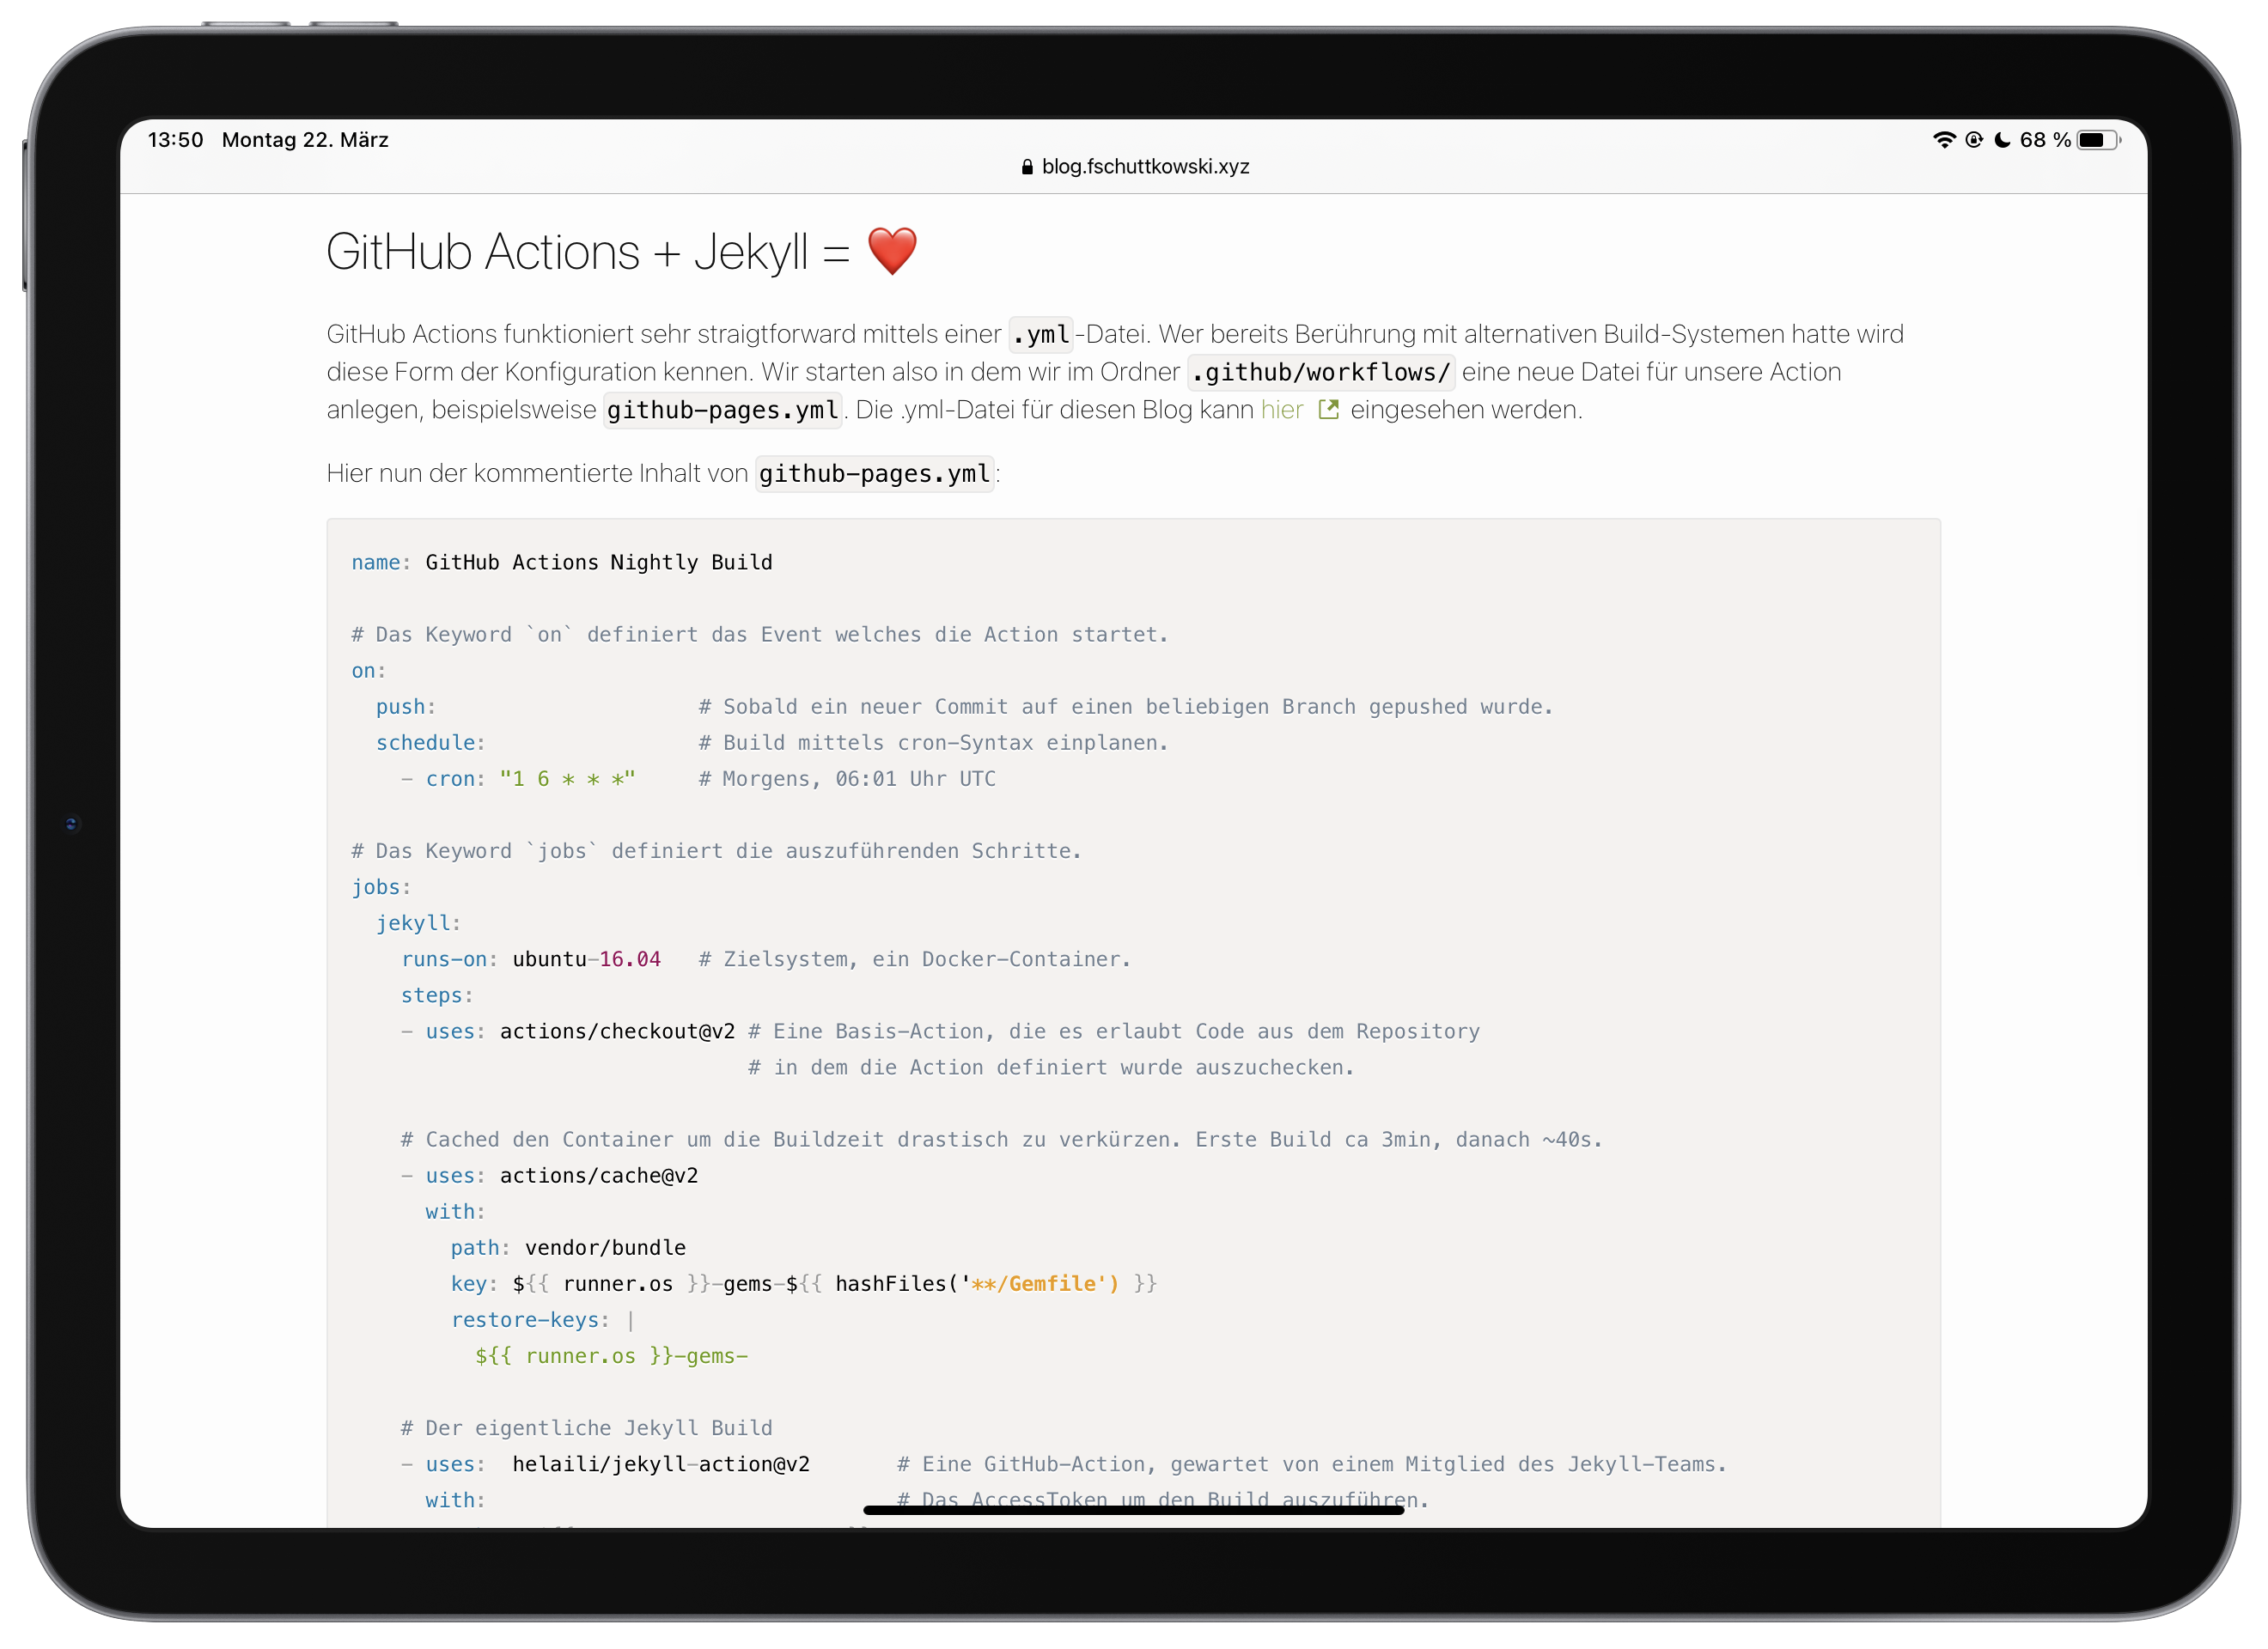 13:50 Montag 22. März
68 %
blog.fschuttkowski.xyz
GitHub Actions + Jekyll = ❤️
GitHub Actions funktioniert sehr straigtforward mittels einer .yml-Datei. Wer bereits Berührung mit alternativen Build-Systemen hatte wird
diese Form der Konfiguration kennen. Wir starten also in dem wir im Ordner .github/workflows/ eine neue Datei für unsere Action
anlegen, beispielsweise github-pages.yml. Die .yml-Datei für diesen Blog kann hier eingesehen werden.
Hier nun der kommentierte Inhalt von github-pages.yml:
name: GitHub Actions Nightly Build
# Das Keyword `on` definiert das Event welches die Action startet.
on:
  push:                     # Sobald ein neuer Commit auf einen beliebigen Branch gepushed wurde.
  schedule:                 # Build mittels cron-Syntax einplanen.
    - cron: "1 6 * * *"     # Morgens, 06:01 Uhr UTC
# Das Keyword `jobs` definiert die auszuführenden Schritte.
jobs:
  jekyll:
    runs-on: ubuntu-16.04   # Zielsystem, ein Docker-Container.
    steps:
    - uses: actions/checkout@v2 # Eine Basis-Action, die es erlaubt Code aus dem Repository
                                # in dem die Action definiert wurde auszuchecken.
    # Cached den Container um die Buildzeit drastisch zu verkürzen. Erste Build ca 3min, danach ~40s.
    - uses: actions/cache@v2
      with:
        path: vendor/bundle
        key: ${{ runner.os }}-gems-${{ hashFiles('**/Gemfile') }}
        restore-keys: |
          ${{ runner.os }}-gems-
    # Der eigentliche Jekyll Build
    - uses:  helaili/jekyll-action@v2       # Eine GitHub-Action, gewartet von einem Mitglied des Jekyll-Teams.
      with:                                 # Das AccessToken um den Build auszuführen.